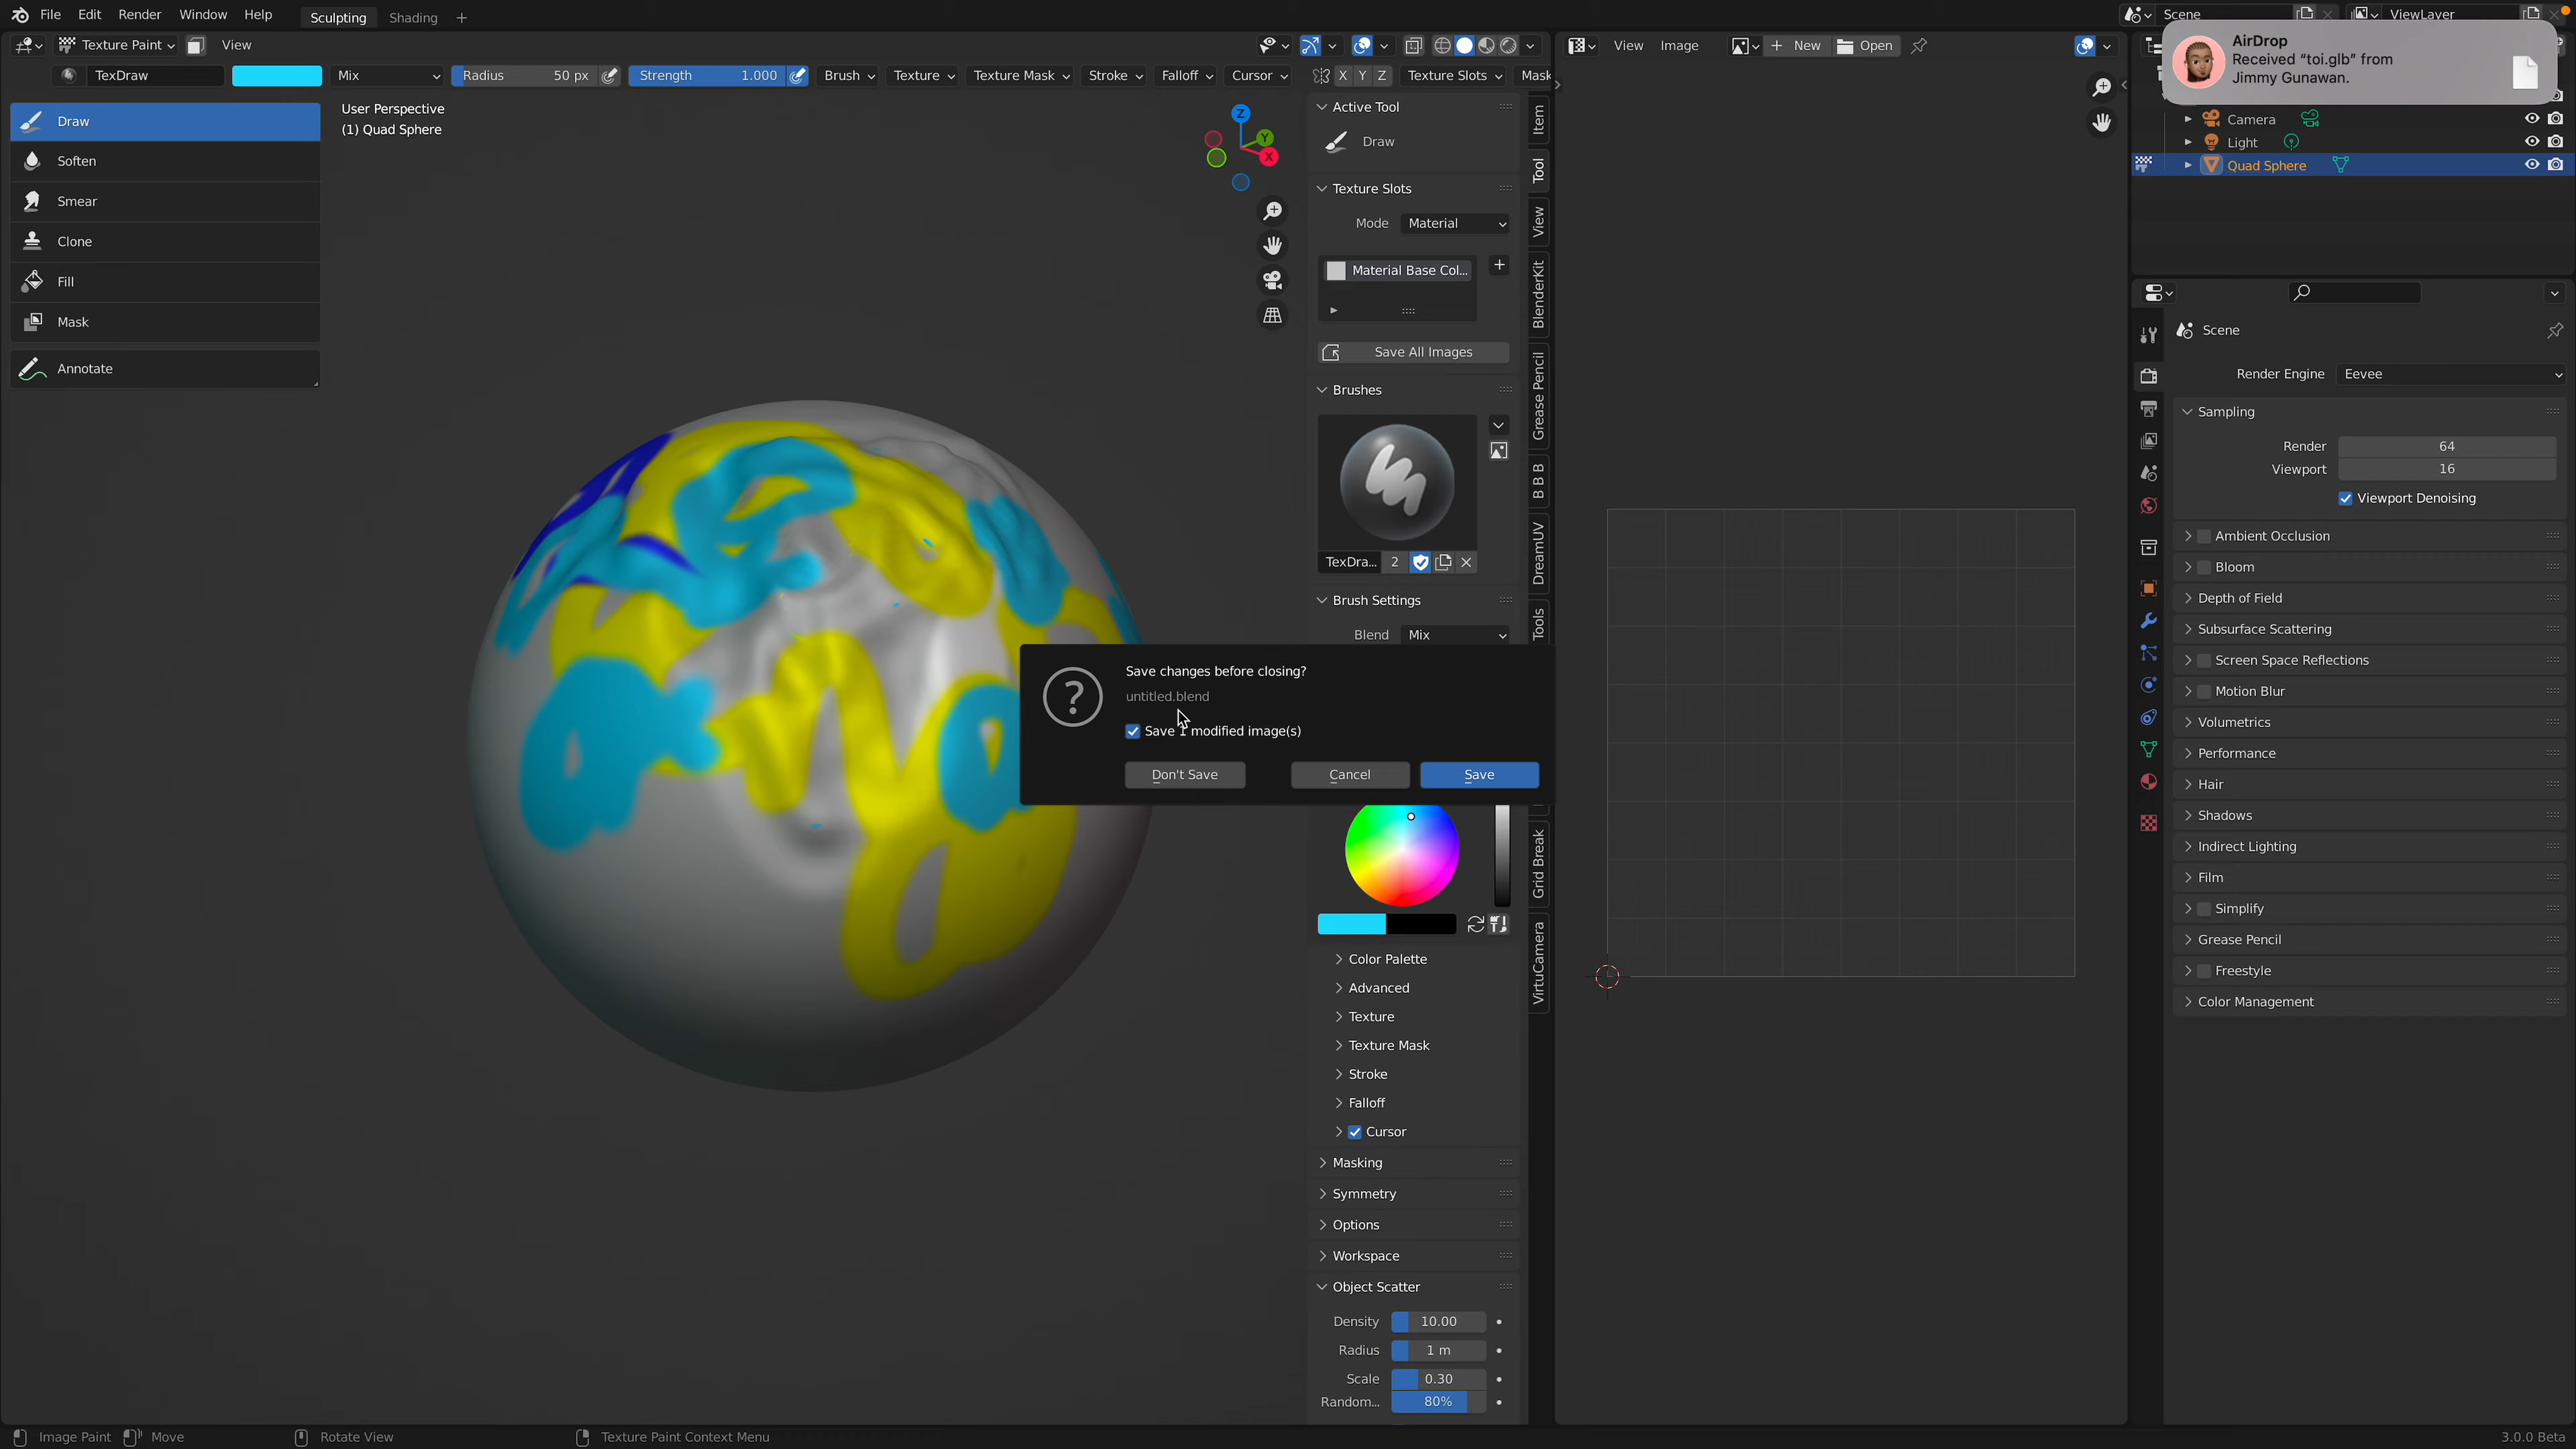 File Edit Render Window Help Sculpting Shading + Scene ViewLayer
AirDrop
Received “toi.glb” from
Jimmy Gunawan.
Texture Paint View
View Image New Open
TexDraw Mix Radius 50 px Strength 1.000 Brush Texture Texture Mask Stroke Falloff Cursor X Y Z Texture Slots Mask
Draw
Soften
Smear
Clone
Fill
Mask
Annotate
User Perspective
(1) Quad Sphere
Z
Y
X
Active Tool
Draw
Texture Slots
Mode Material
Material Base Col...
Save All Images
Brushes
TexDra... 2
Brush Settings
Blend Mix
Save changes before closing?
untitled.blend
Save 1 modified image(s)
Don't Save Cancel Save
Color Palette
Advanced
Texture
Texture Mask
Stroke
Falloff
Cursor
Masking
Symmetry
Options
Workspace
Object Scatter
Density 10.00
Radius 1 m
Scale 0.30
Random... 80%
Item
Tool
View
BlenderKit
Grease Pencil
B B B
DreamUV
Tools
Grid Break
VirtuCamera
Camera
Light
Quad Sphere
Scene
Render Engine Eevee
Sampling
Render 64
Viewport 16
Viewport Denoising
Ambient Occlusion
Bloom
Depth of Field
Subsurface Scattering
Screen Space Reflections
Motion Blur
Volumetrics
Performance
Hair
Shadows
Indirect Lighting
Film
Simplify
Grease Pencil
Freestyle
Color Management
Image Paint Move Rotate View Texture Paint Context Menu 3.0.0 Beta